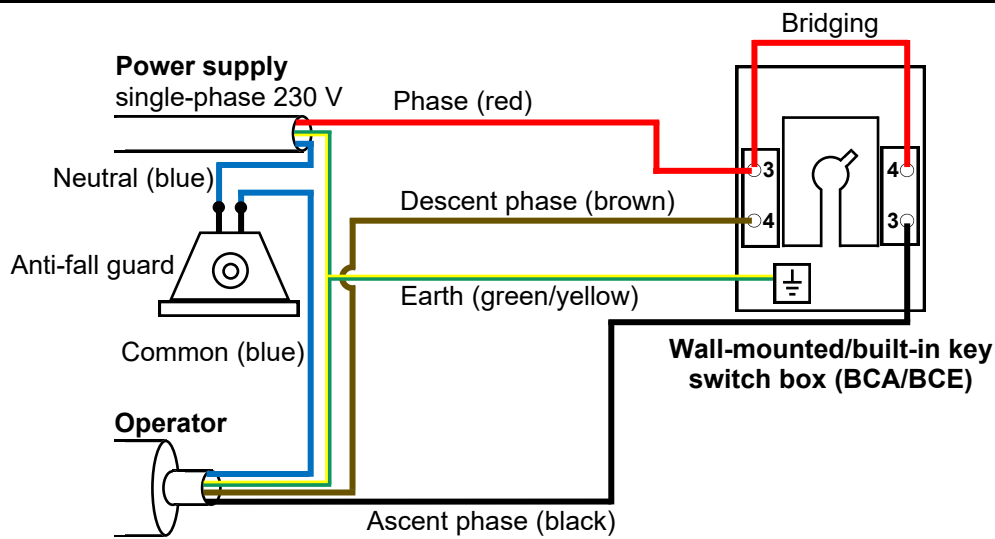 Bridging
Power supply
single-phase 230 V
Phase (red)
3
4
Neutral (blue)
Descent phase (brown)
4
3
Anti-fall guard
Earth (green/yellow)
Common (blue)
Wall-mounted/built-in key
switch box (BCA/BCE)
Operator
Ascent phase (black)